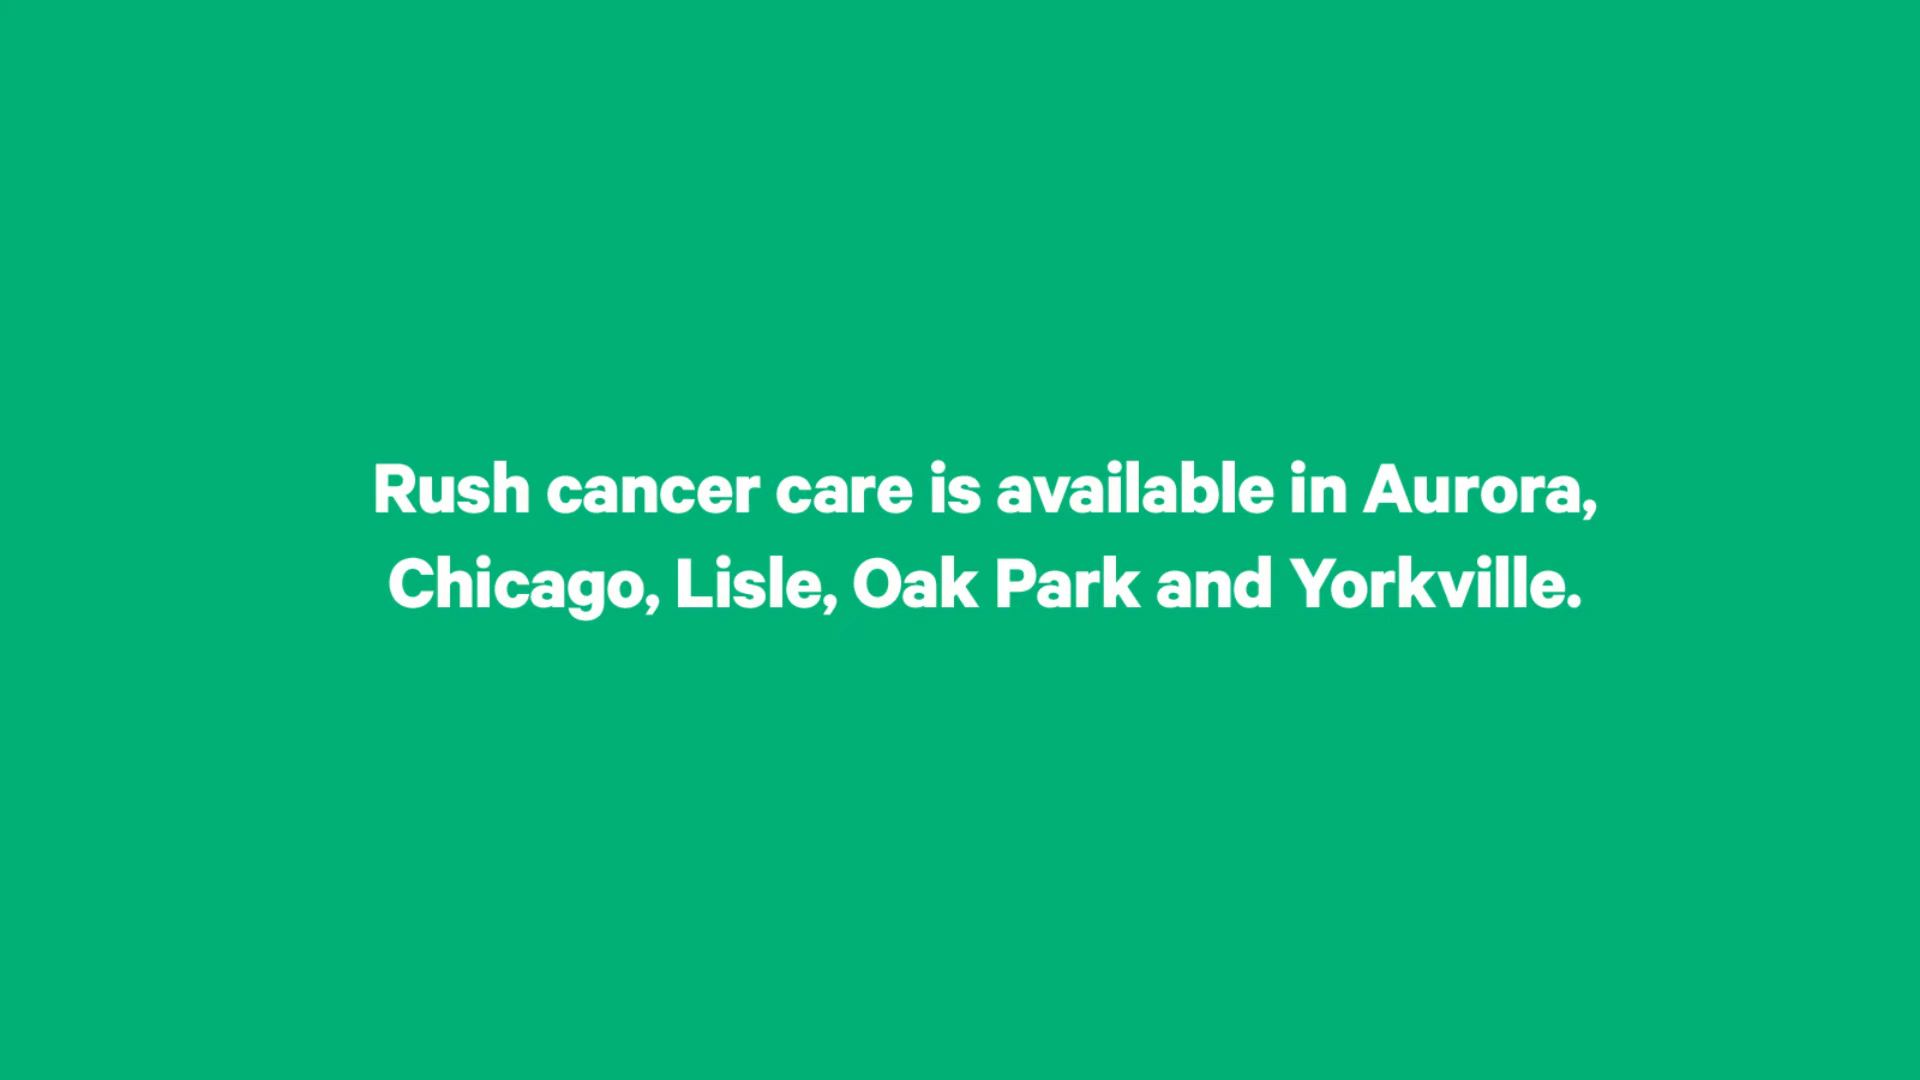 Rush cancer care is available in Aurora,
Chicago, Lisle, Oak Park and Yorkville.